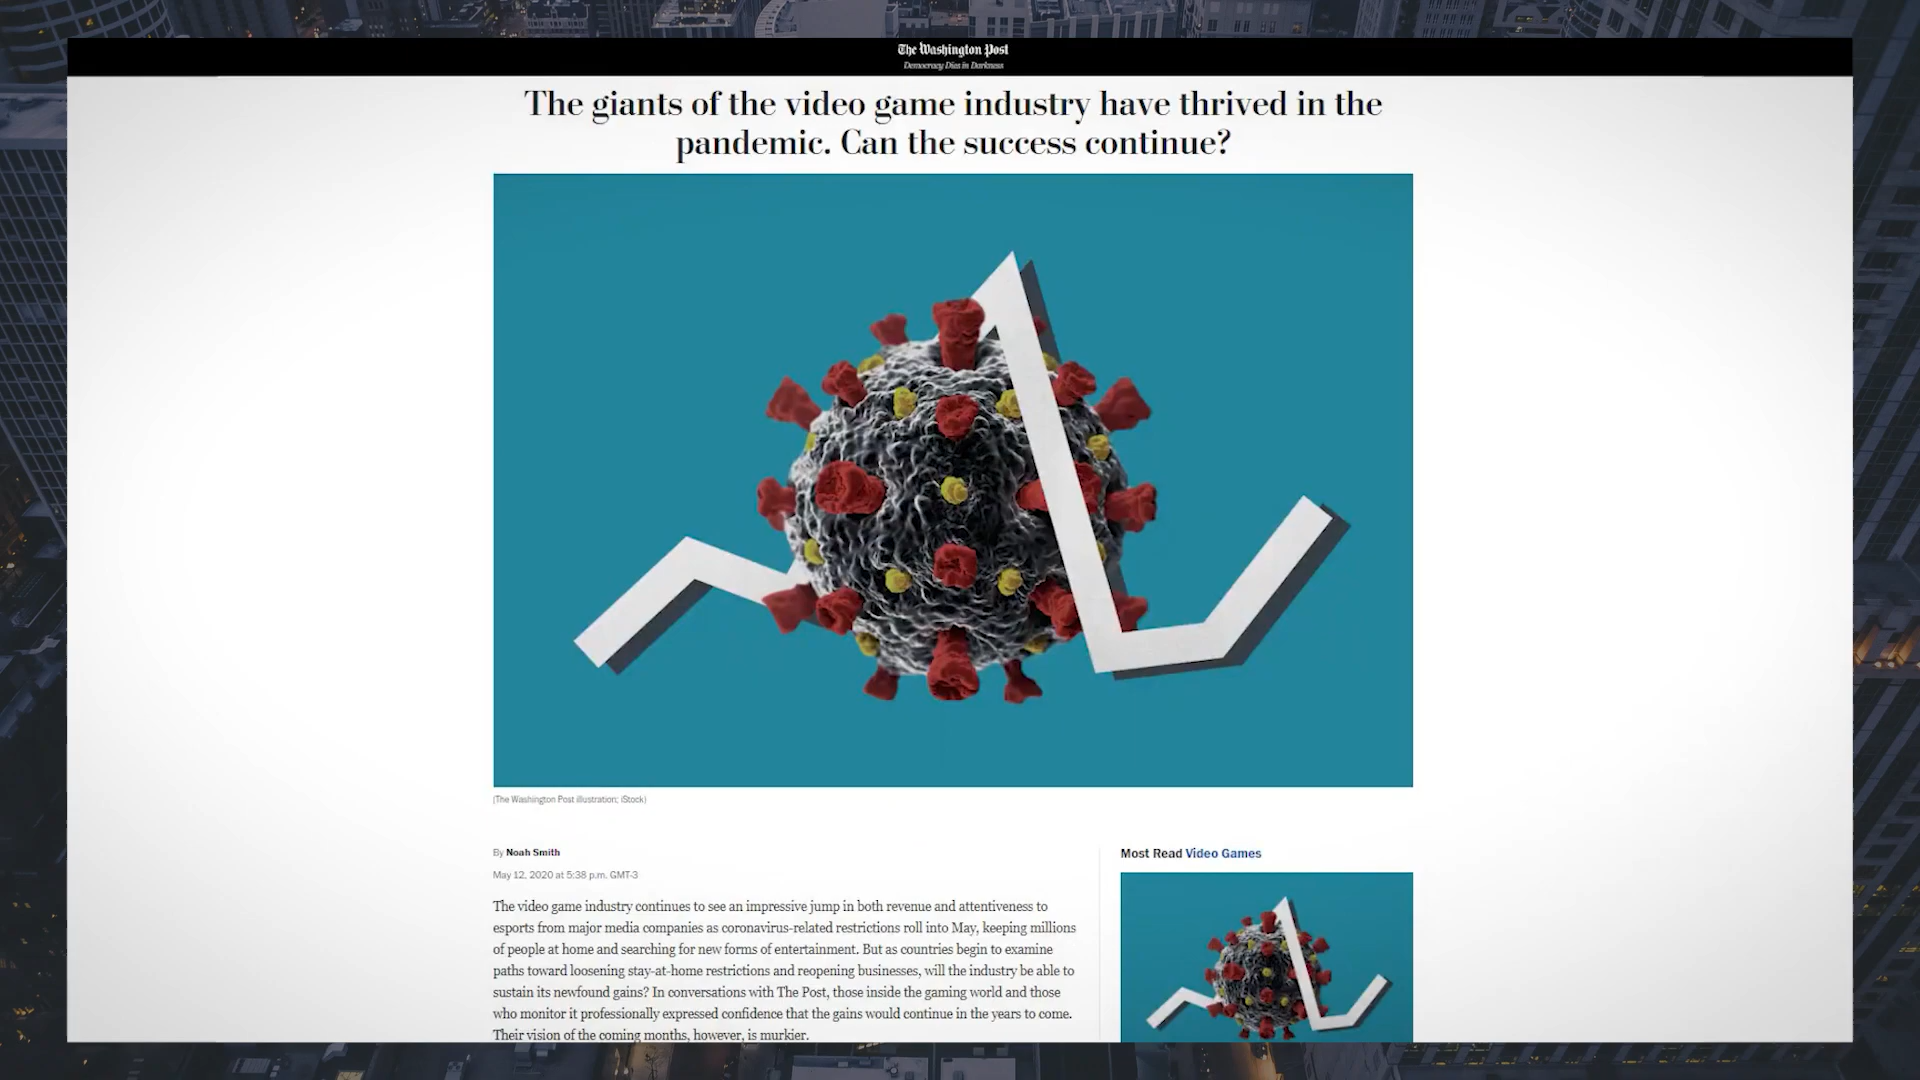 The Washington Post
Democracy Dies in Darkness
The giants of the video game industry have thrived in the
pandemic. Can the success continue?
(The Washington Post illustration; iStock)
By Noah Smith
May 12, 2020 at 5:38 p.m. GMT-3
The video game industry continues to see an impressive jump in both revenue and attentiveness to
esports from major media companies as coronavirus-related restrictions roll into May, keeping millions
of people at home and searching for new forms of entertainment. But as countries begin to examine
paths toward loosening stay-at-home restrictions and reopening businesses, will the industry be able to
sustain its newfound gains? In conversations with The Post, those inside the gaming world and those
who monitor it professionally expressed confidence that the gains would continue in the years to come.
Their vision of the coming months, however, is murkier.
Most Read Video Games